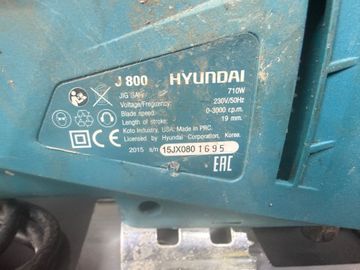 J 800 HYUNDAI
JIG SAW 710W
Voltage/Frequency: 230V/50Hz
Blade speed: 0-3000 r.p.m.
Length of stroke: 19 mm.
Koto Industry, USA. Made in PRC.
Licensed by Hyundai Corporation, Korea.
2015 s/n 15JX080 1695
CE EAC